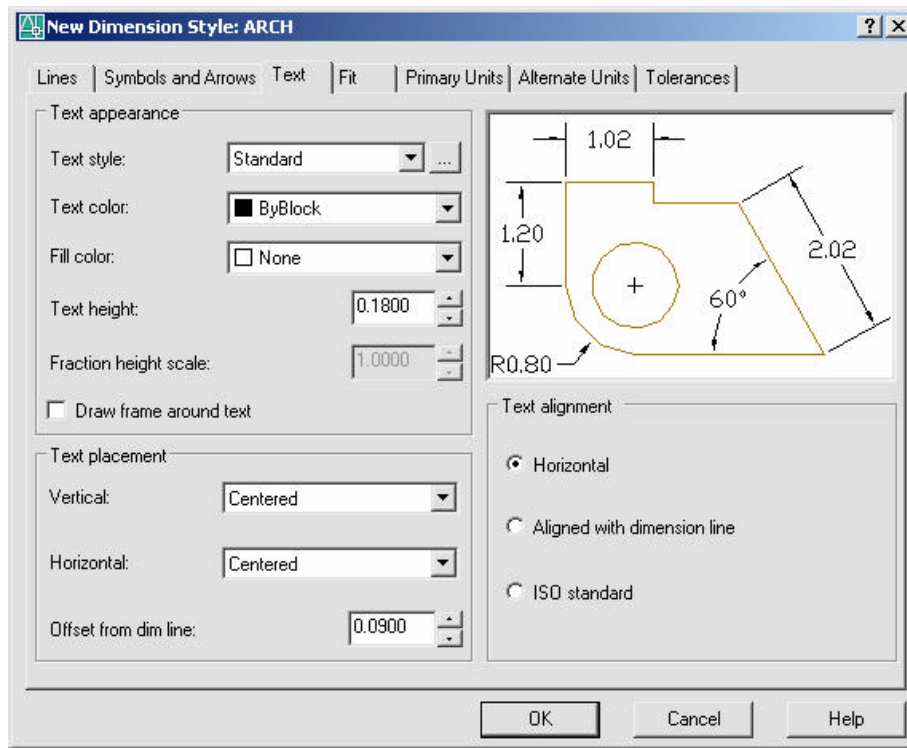 New Dimension Style: ARCH
Lines Symbols and Arrows Text Fit Primary Units Alternate Units Tolerances
Text appearance
Text style: Standard ...
Text color: ByBlock
Fill color: None
Text height: 0.1800
Fraction height scale: 1.0000
Draw frame around text
Text placement
Vertical: Centered
Horizontal: Centered
Offset from dim line: 0.0900
1.02
1.20
2.02
60°
R0.80
Text alignment
Horizontal
Aligned with dimension line
ISO standard
OK Cancel Help